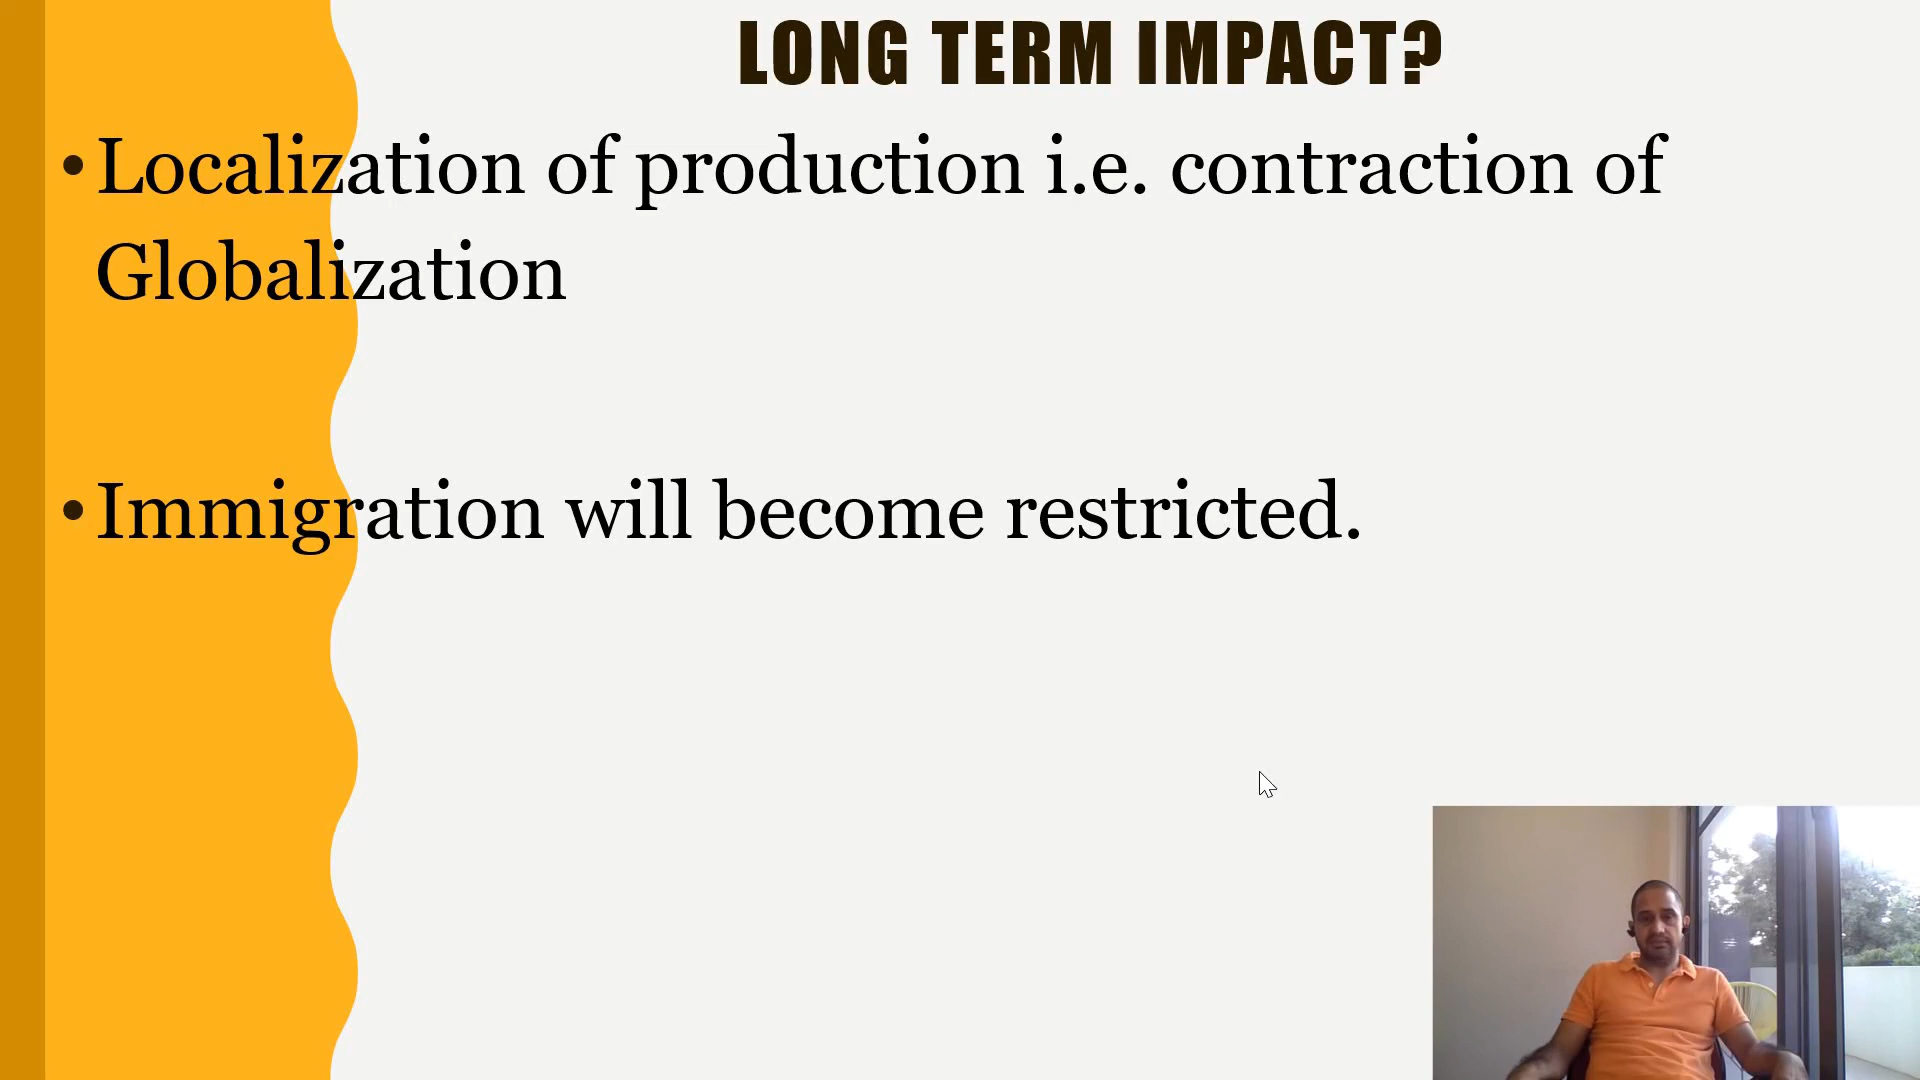 LONG TERM IMPACT?
• Localization of production i.e. contraction of
Globalization
• Immigration will become restricted.